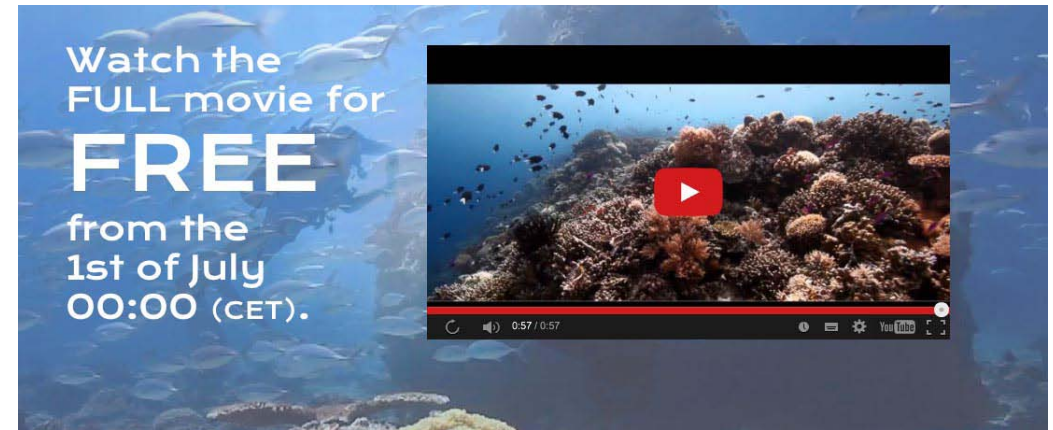 Watch the
FULL movie for
FREE
from the
1st of July
00:00 (CET).
0:57 / 0:57
YouTube